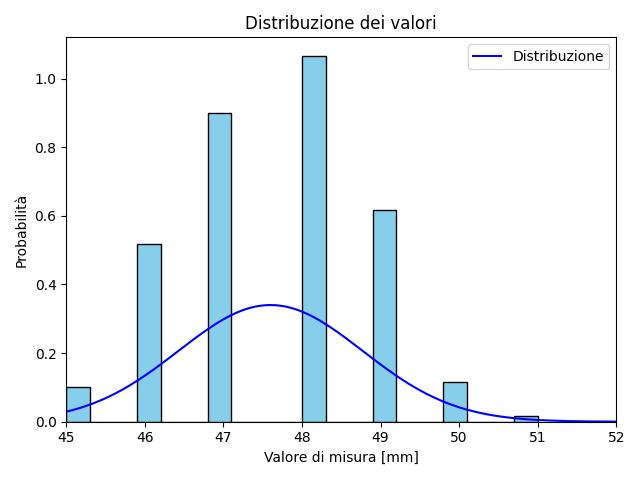 Distribuzione dei valori
Distribuzione
Probabilità
1.0
0.8
0.6
0.4
0.2
0.0
45 46 47 48 49 50 51 52
Valore di misura [mm]